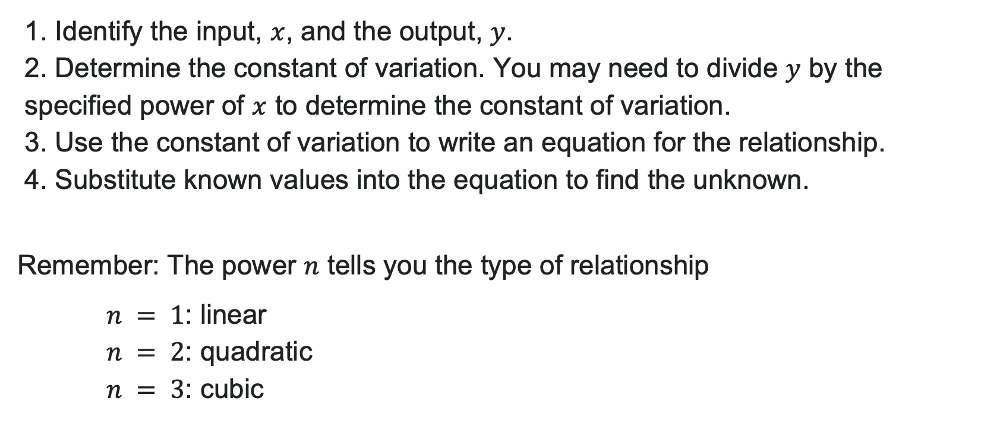 1. Identify the input, x, and the output, y.
2. Determine the constant of variation. You may need to divide y by the
specified power of x to determine the constant of variation.
3. Use the constant of variation to write an equation for the relationship.
4. Substitute known values into the equation to find the unknown.
Remember: The power n tells you the type of relationship
n = 1: linear
n = 2: quadratic
n = 3: cubic